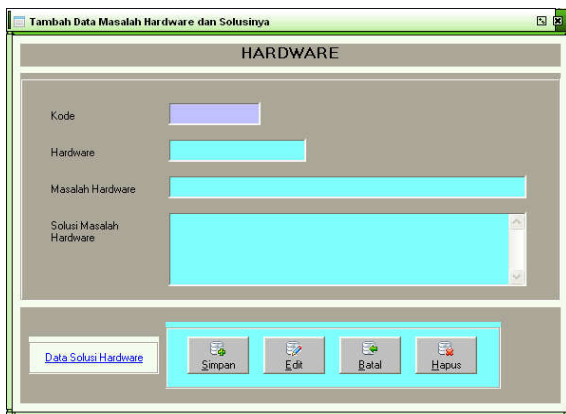 Tambah Data Masalah Hardware dan Solusinya
HARDWARE
Kode
Hardware
Masalah Hardware
Solusi Masalah
Hardware
Data Solusi Hardware
Simpan
Edit
Batal
Hapus